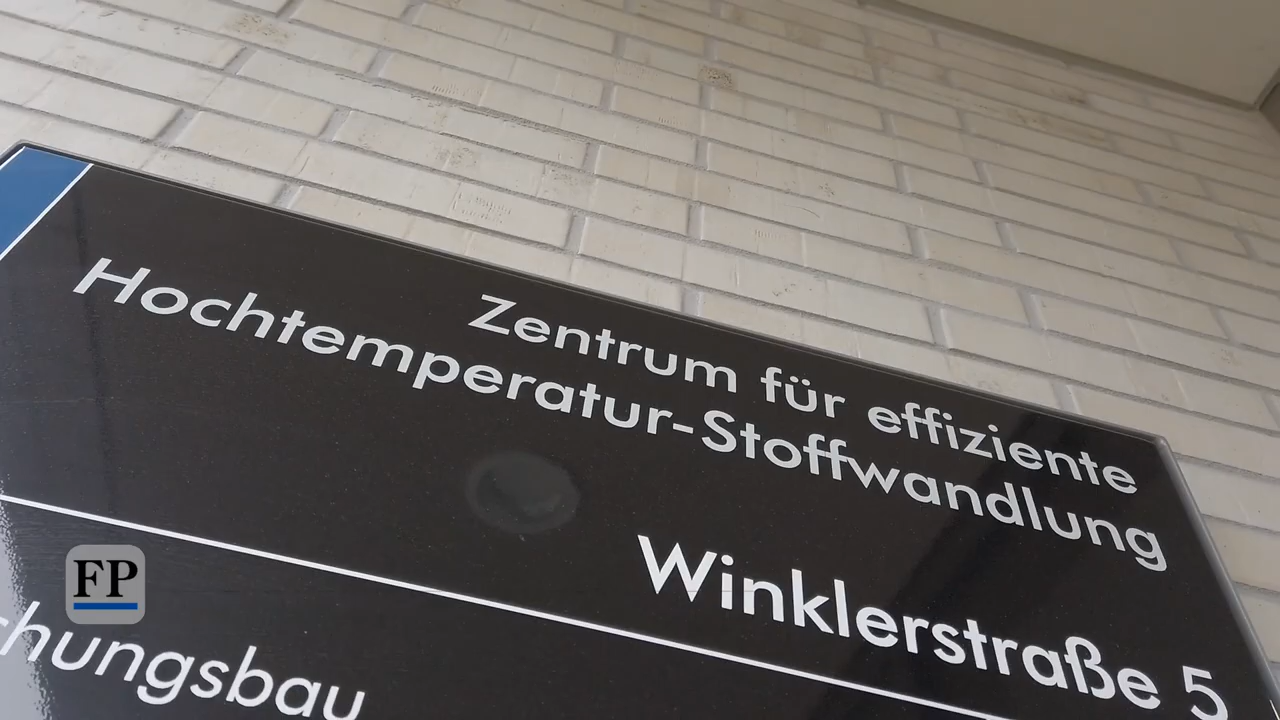 Zentrum für effiziente
Hochtemperatur-Stoffwandlung
Winklerstraße 5
chungsbau
FP